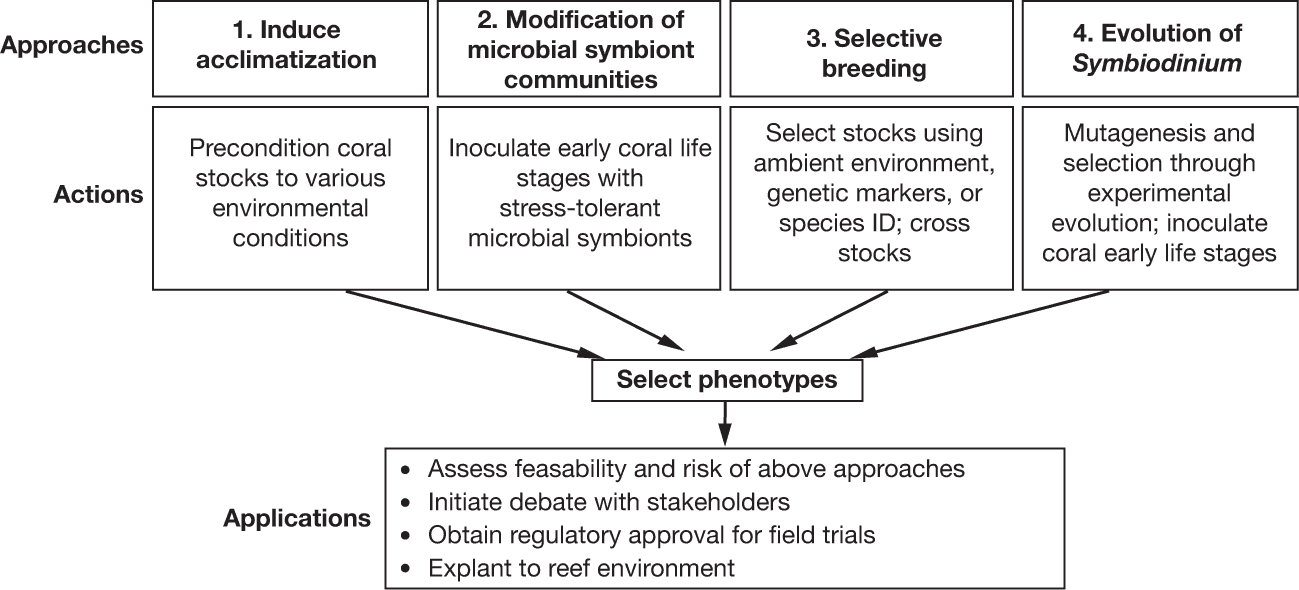 Approaches
1. Induce
acclimatization
2. Modification of
microbial symbiont
communities
3. Selective
breeding
4. Evolution of
Symbiodinium
Actions
Precondition coral
stocks to various
environmental
conditions
Inoculate early coral life
stages with
stress-tolerant
microbial symbionts
Select stocks using
ambient environment,
genetic markers, or
species ID; cross
stocks
Mutagenesis and
selection through
experimental
evolution; inoculate
coral early life stages
Select phenotypes
Applications
• Assess feasability and risk of above approaches
• Initiate debate with stakeholders
• Obtain regulatory approval for field trials
• Explant to reef environment